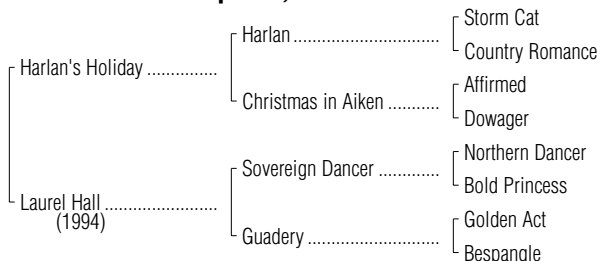 Storm Cat
Harlan ..................................
Country Romance
Harlan's Holiday ................
Affirmed
Christmas in Aiken ............
Dowager
Northern Dancer
Sovereign Dancer ..............
Bold Princess
Laurel Hall .........................
(1994)
Golden Act
Guadery ..............................
Bespangle